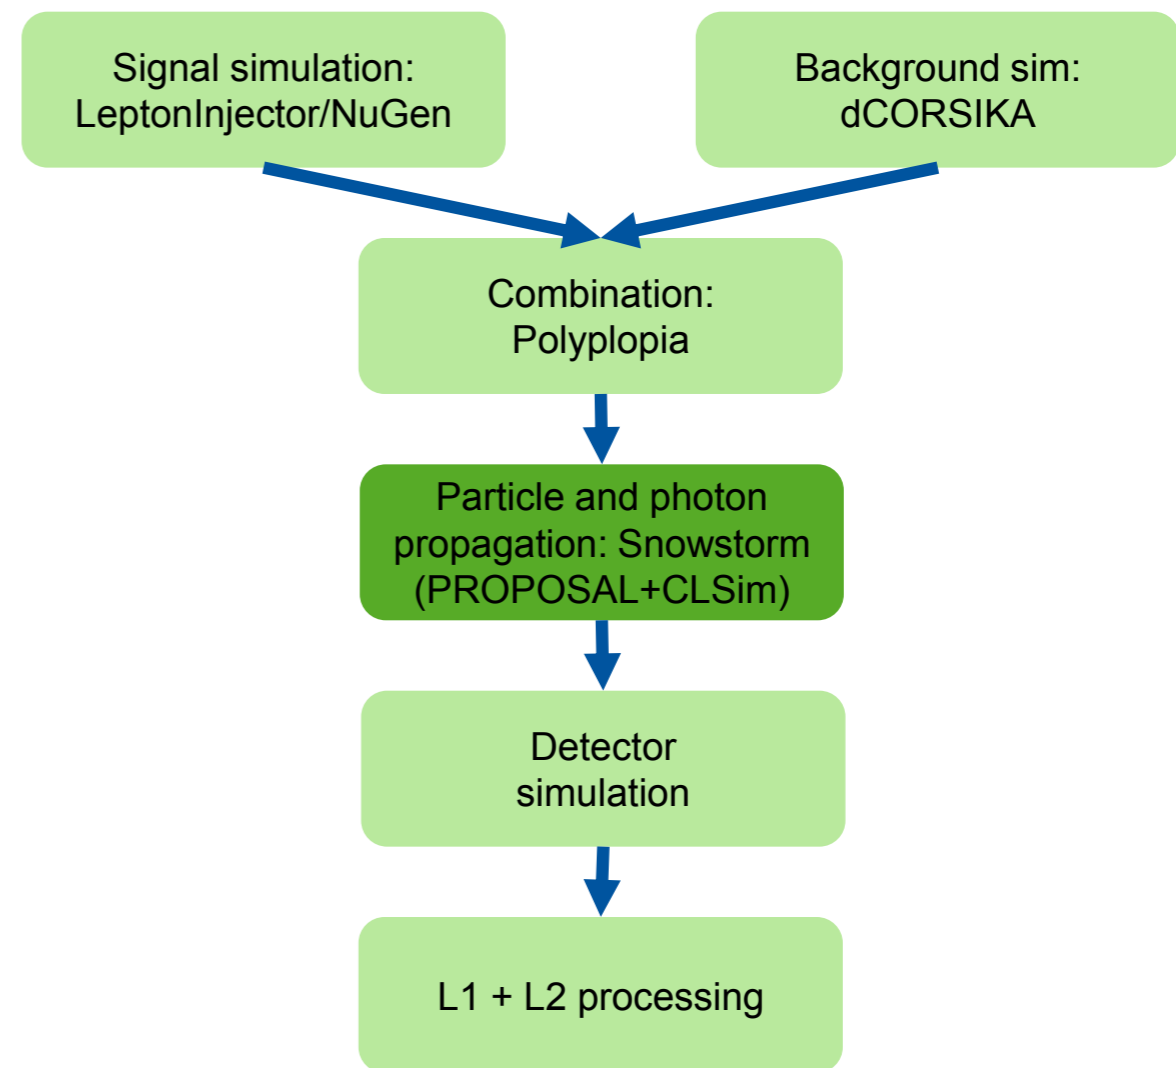 Signal simulation:
LeptonInjector/NuGen
Background sim:
dCORSIKA
Combination:
Polyplopia
Particle and photon
propagation: Snowstorm
(PROPOSAL+CLSim)
Detector
simulation
L1 + L2 processing